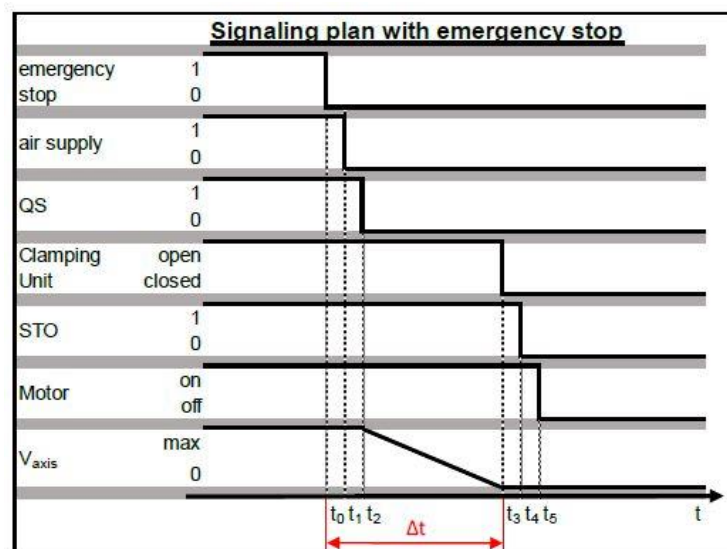 Signaling plan with emergency stop
emergency 1
stop 0
air supply 1
0
QS 1
0
Clamping open
Unit closed
STO 1
0
Motor on
off
Vaxis max
0
t0 t1 t2 t3 t4 t5 t
Δt